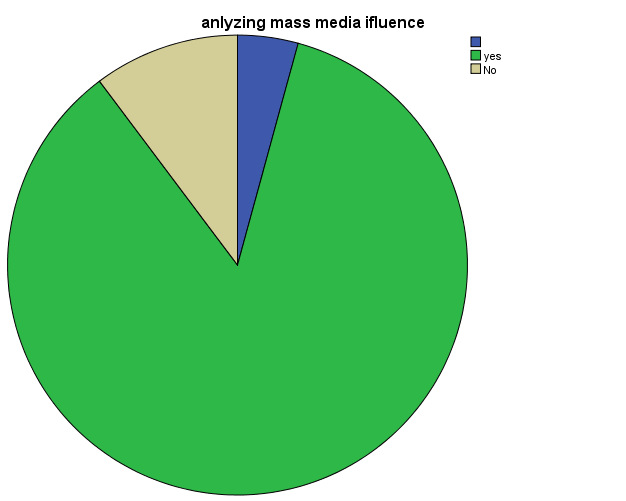 anlyzing mass media ifluence
yes
No